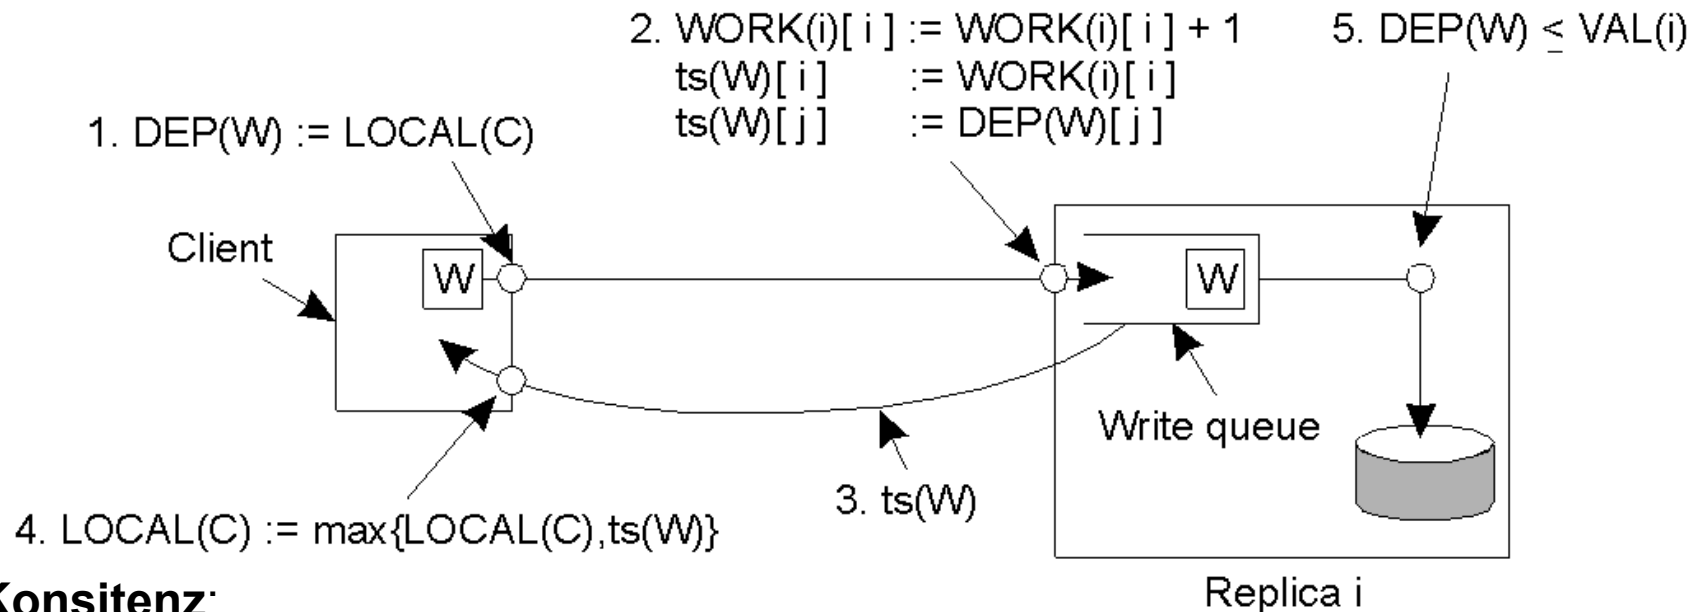 2. WORK(i)[ i ] := WORK(i)[ i ] + 1
ts(W)[ i ] := WORK(i)[ i ]
ts(W)[ j ] := DEP(W)[ j ]
5. DEP(W) ≤ VAL(i)
1. DEP(W) := LOCAL(C)
Client
W
W
Write queue
3. ts(W)
4. LOCAL(C) := max{LOCAL(C),ts(W)}
Replica i
Konsitenz: